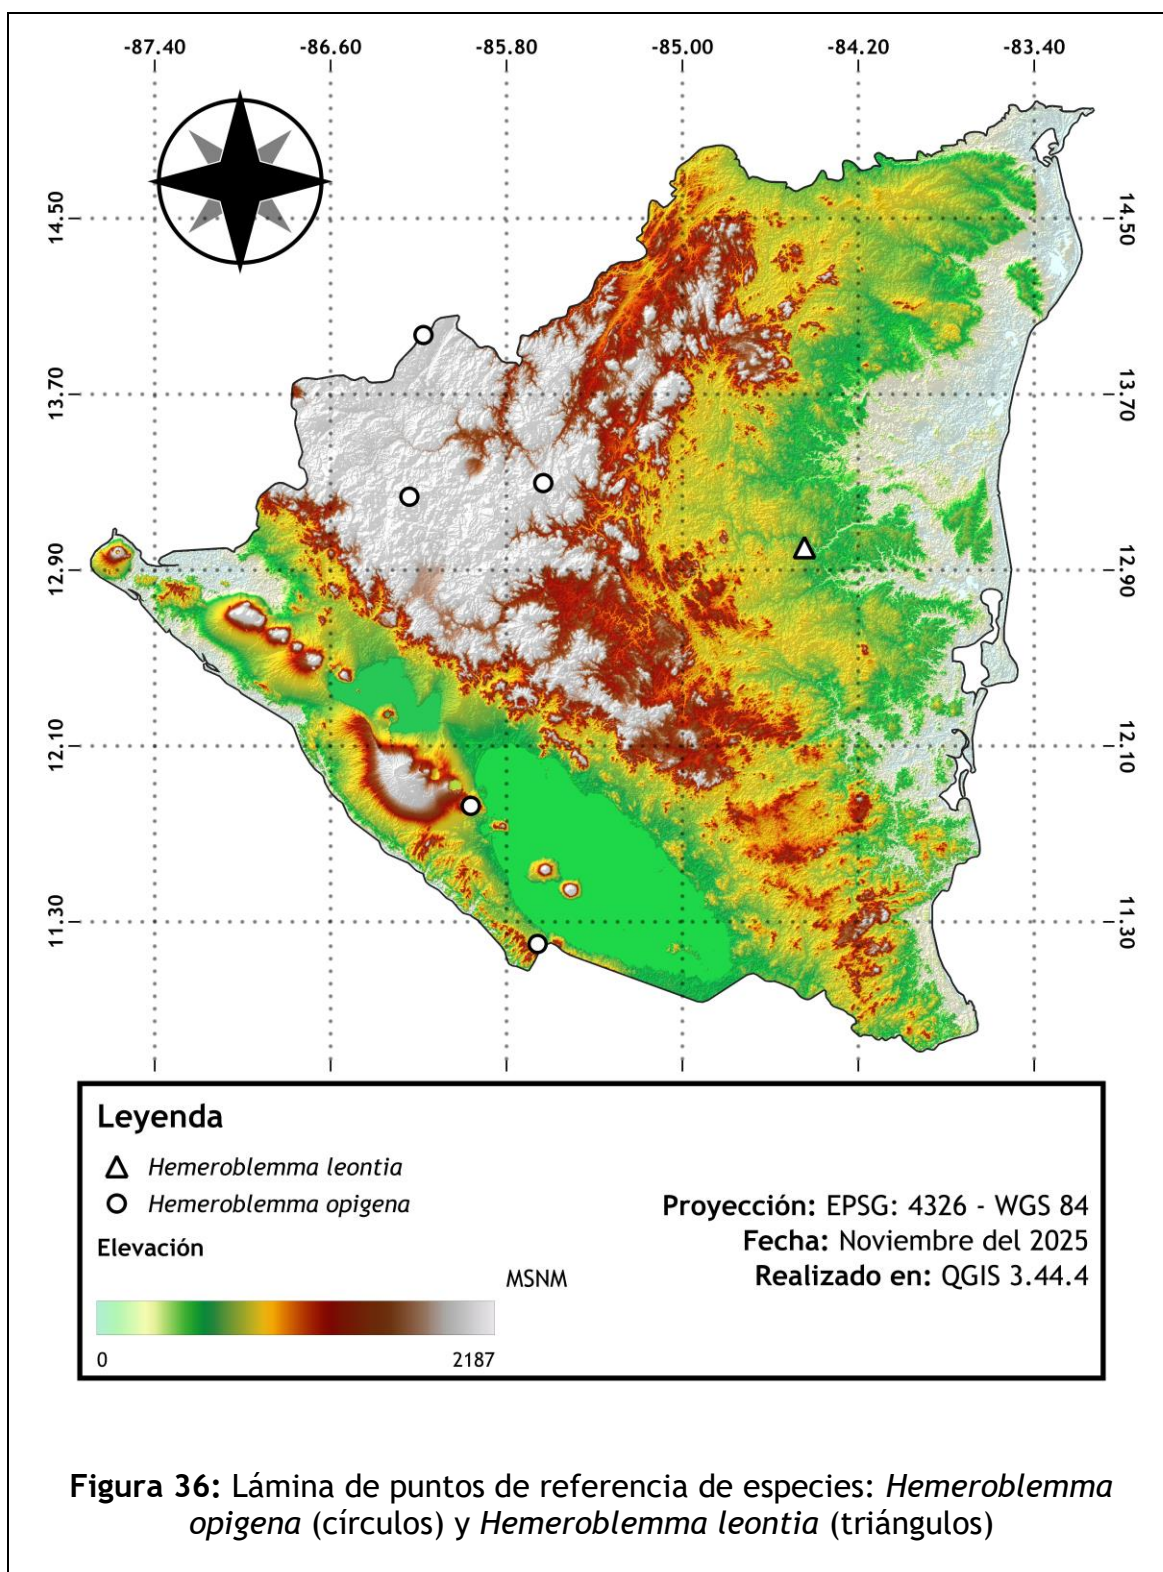 -87.40 -86.60 -85.80 -85.00 -84.20 -83.40
14.50 14.50
13.70 13.70
12.90 12.90
12.10 12.10
11.30 11.30
Leyenda
Hemeroblemma leontia
Hemeroblemma opigena
Elevación
MSNM
0 2187
Proyección: EPSG: 4326 - WGS 84
Fecha: Noviembre del 2025
Realizado en: QGIS 3.44.4
Figura 36: Lámina de puntos de referencia de especies: Hemeroblemma
opigena (círculos) y Hemeroblemma leontia (triángulos)